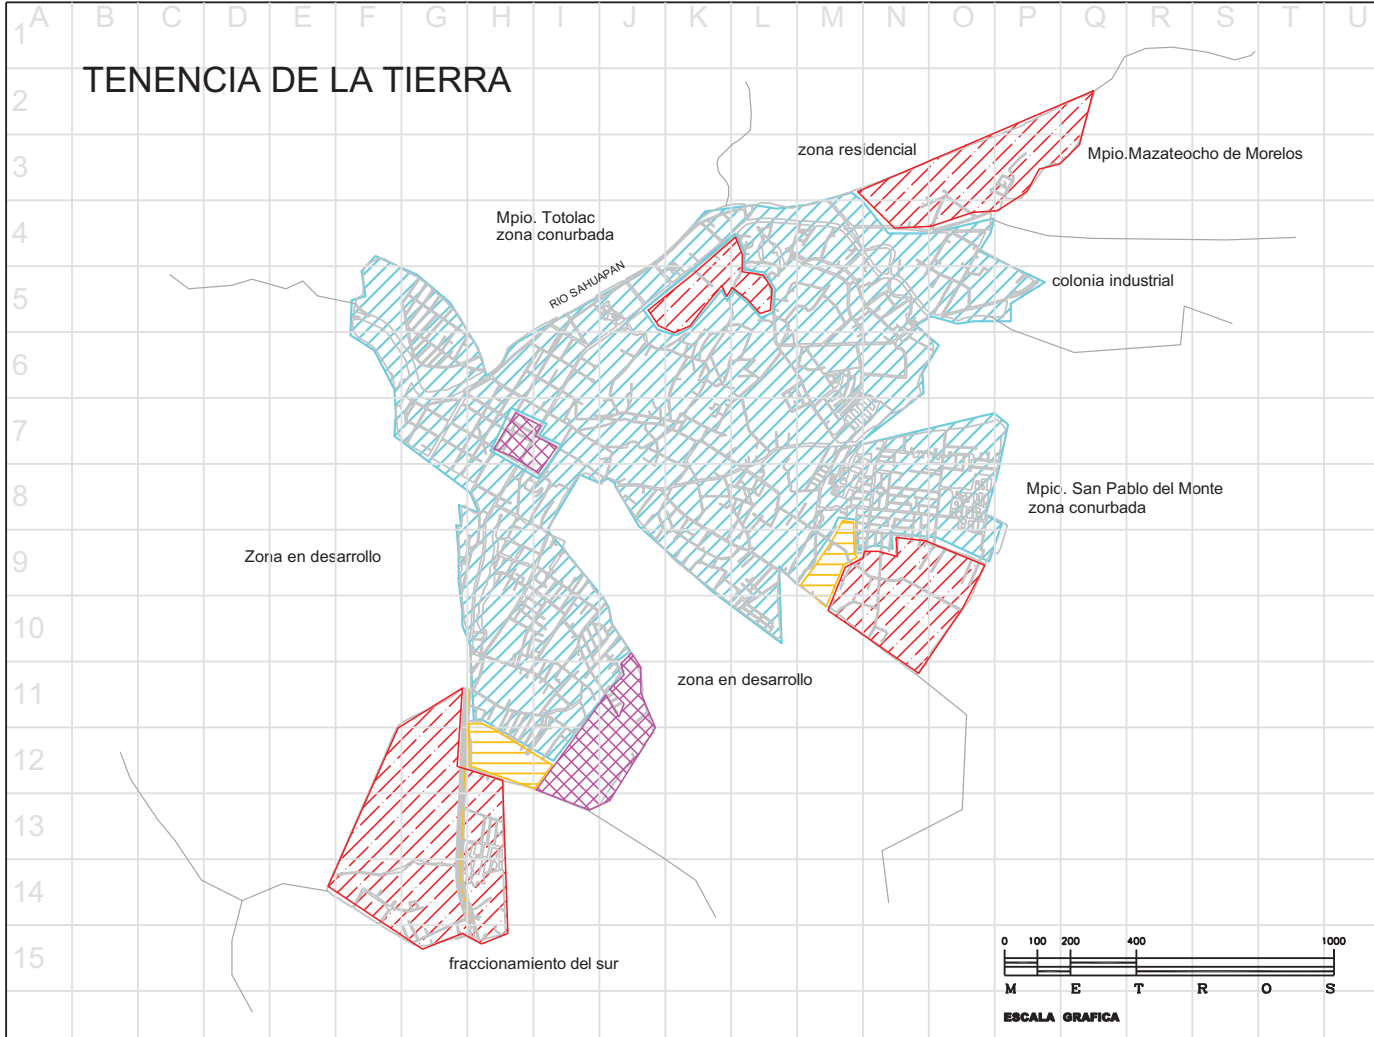 A B C D E F G H I J K L M N O P Q R S T U
1
TENENCIA DE LA TIERRA
2
zona residencial
Mpio.Mazateocho de Morelos
3
Mpio. Totolac
zona conurbada
4
RIO SAHUAPAN
colonia industrial
5
6
7
Mpio. San Pablo del Monte
zona conurbada
8
Zona en desarrollo
9
10
zona en desarrollo
11
12
13
14
fraccionamiento del sur
15
0 100 200 400 1000
M E T R O S
ESCALA GRAFICA